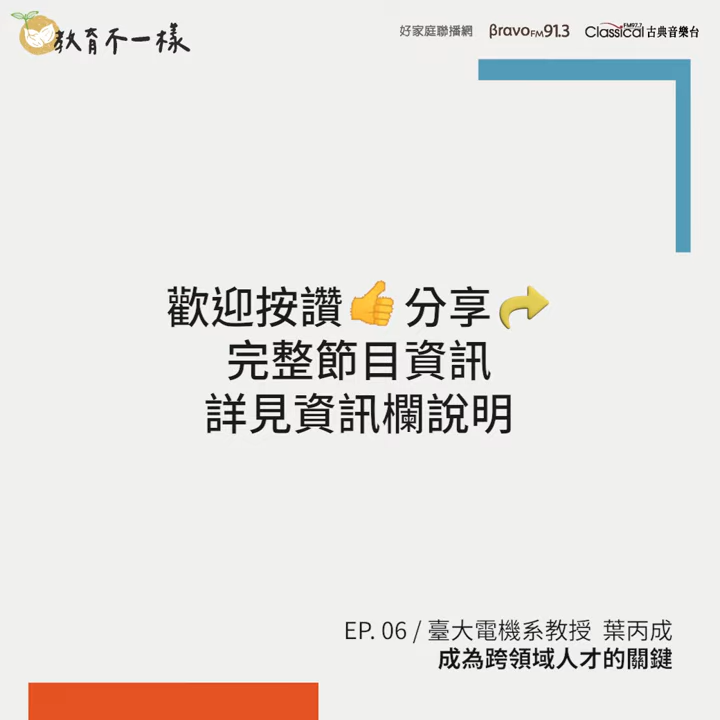 教育不一樣
好家庭聯播網 BravoFM91.3 Classical FM97.7 古典音樂台
歡迎按讚👍分享
完整節目資訊
詳見資訊欄說明
EP. 06 / 臺大電機系教授 葉丙成
成為跨領域人才的關鍵